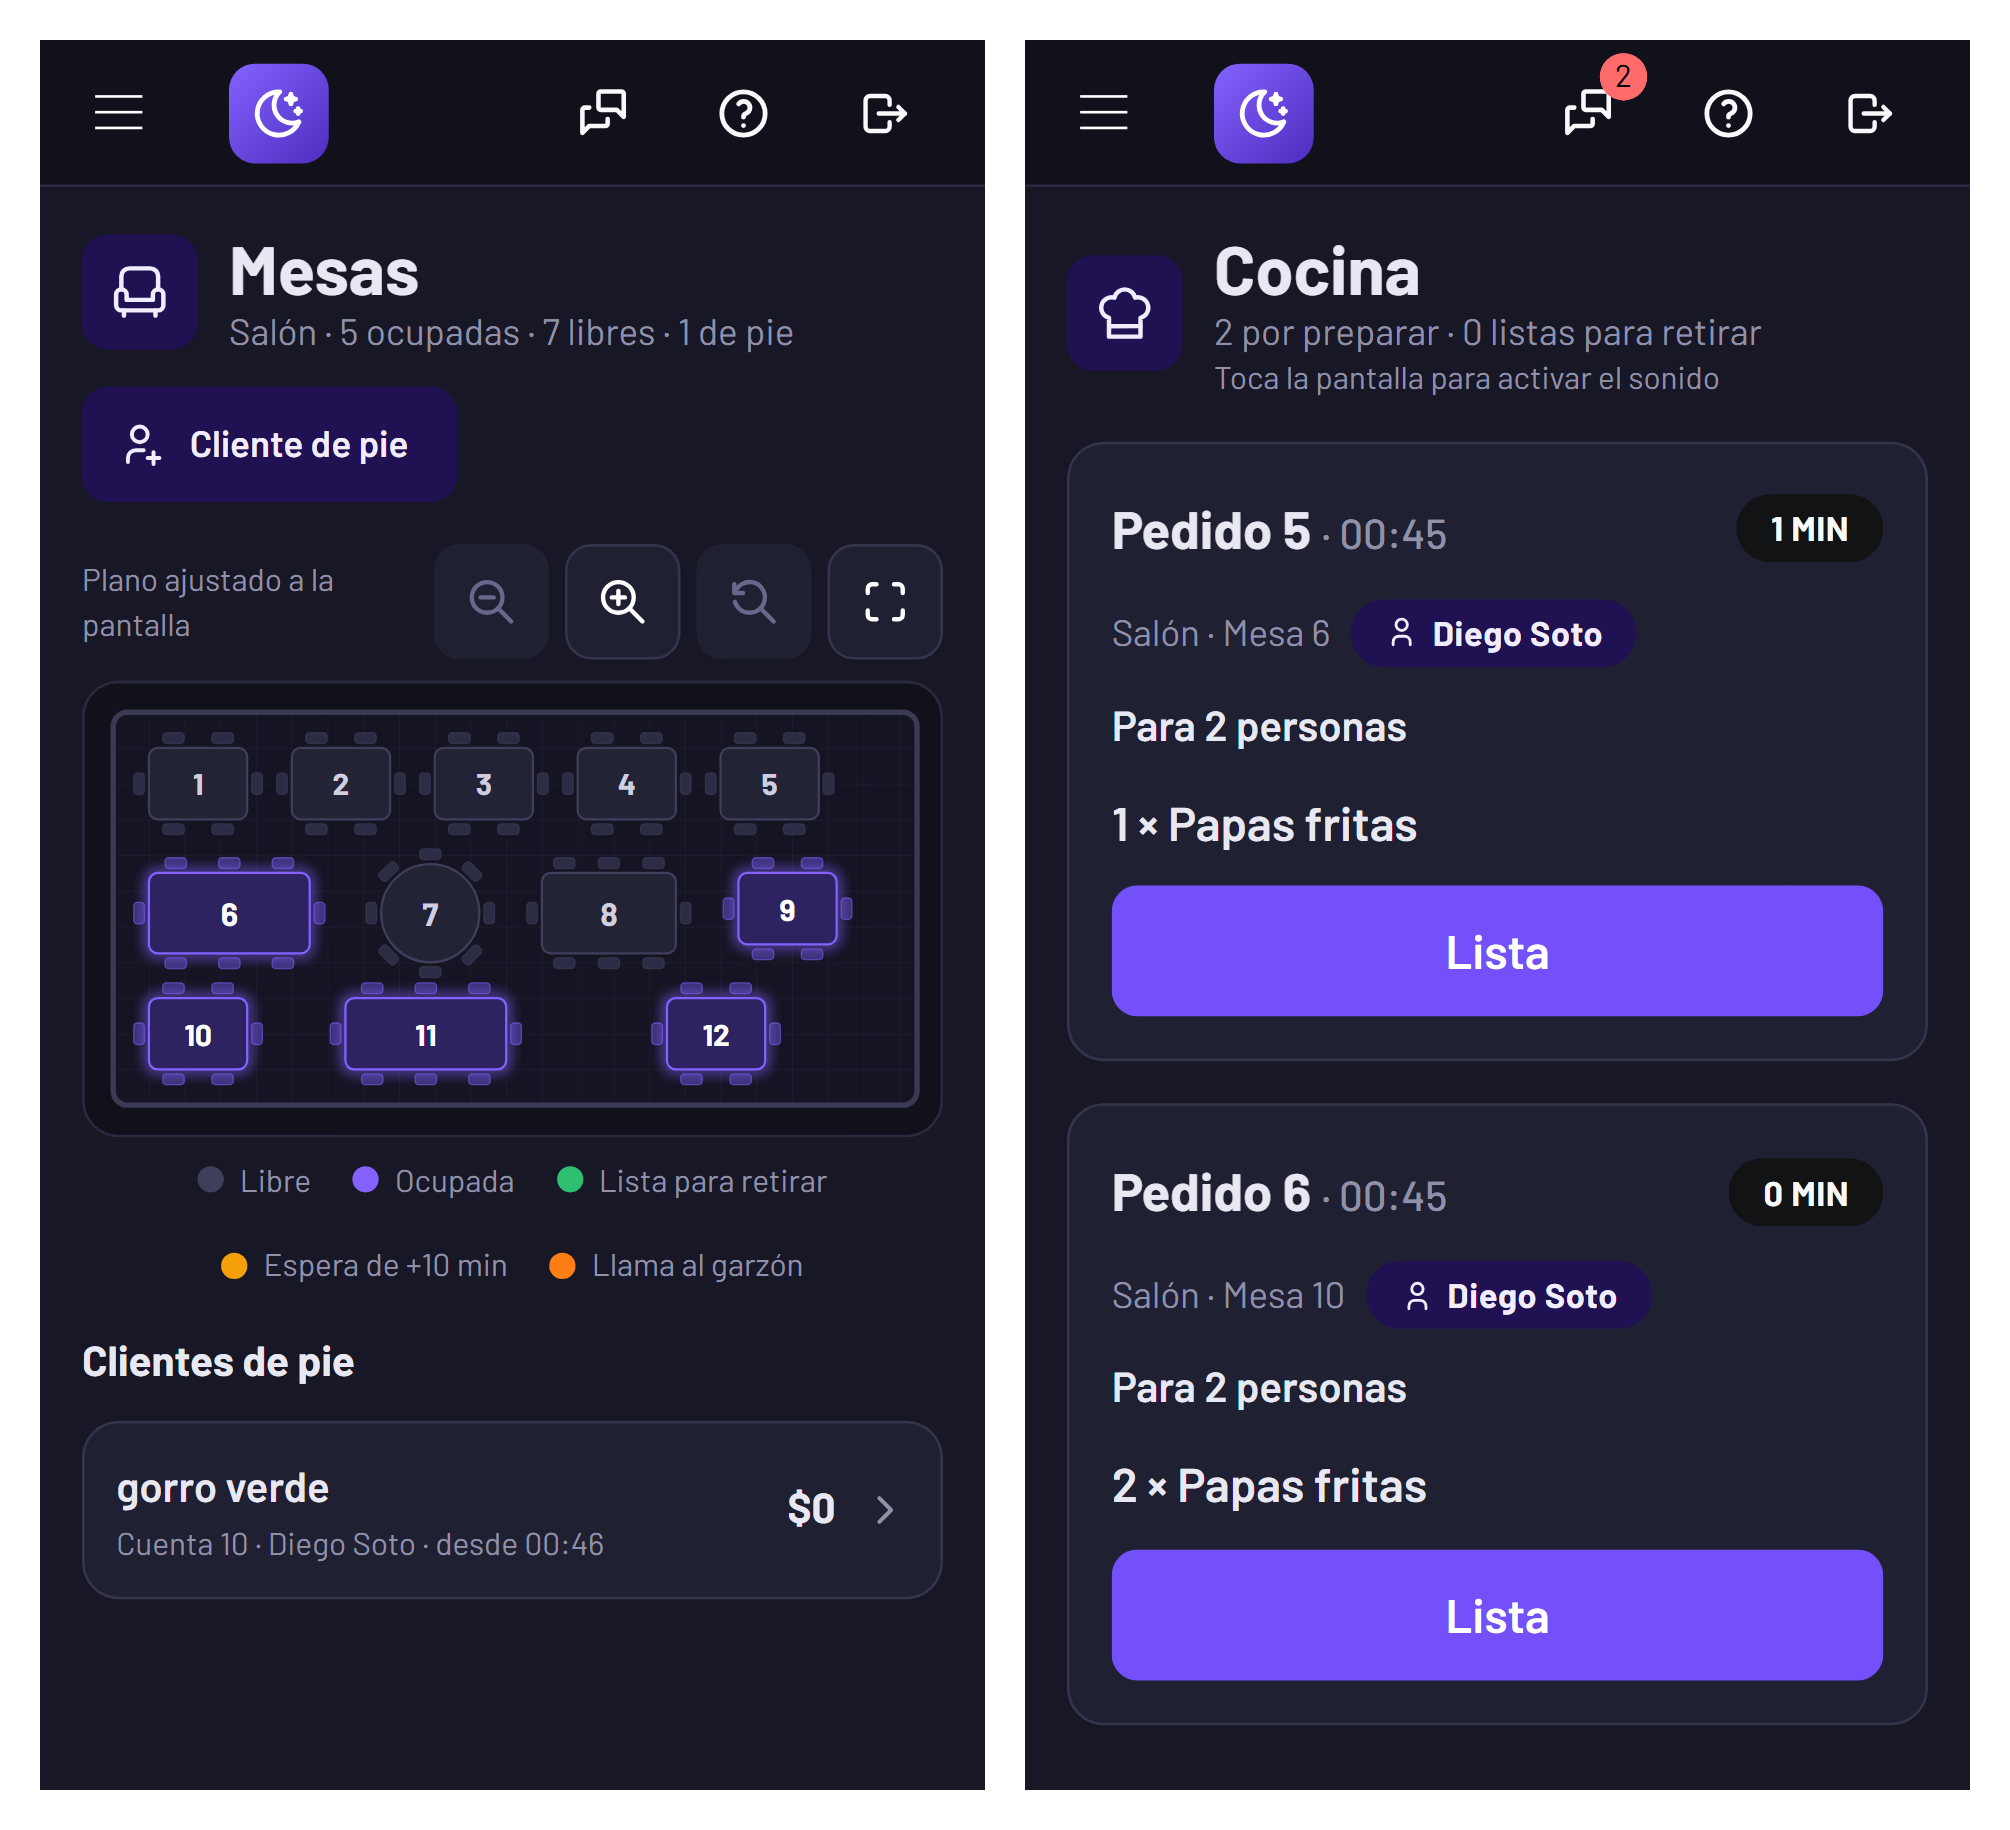 Mesas
Salón · 5 ocupadas · 7 libres · 1 de pie
Cliente de pie
Plano ajustado a la
pantalla
1
2
3
4
5
6
7
8
9
10
11
12
Libre
Ocupada
Lista para retirar
Espera de +10 min
Llama al garzón
Clientes de pie
gorro verde
$0
Cuenta 10 · Diego Soto · desde 00:46
2
Cocina
2 por preparar · 0 listas para retirar
Toca la pantalla para activar el sonido
Pedido 5 · 00:45
1 MIN
Salón · Mesa 6
Diego Soto
Para 2 personas
1 × Papas fritas
Lista
Pedido 6 · 00:45
0 MIN
Salón · Mesa 10
Diego Soto
Para 2 personas
2 × Papas fritas
Lista